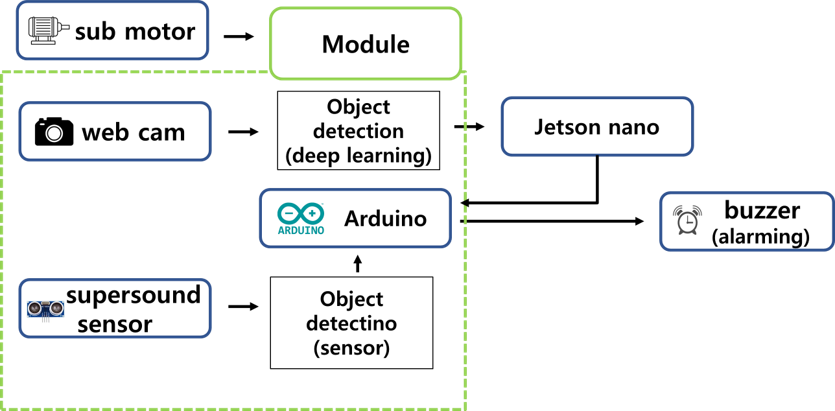 sub motor
Module
web cam
Object
detection
(deep learning)
Jetson nano
ARDUINO
Arduino
buzzer
(alarming)
supersound
sensor
Object
detectino
(sensor)